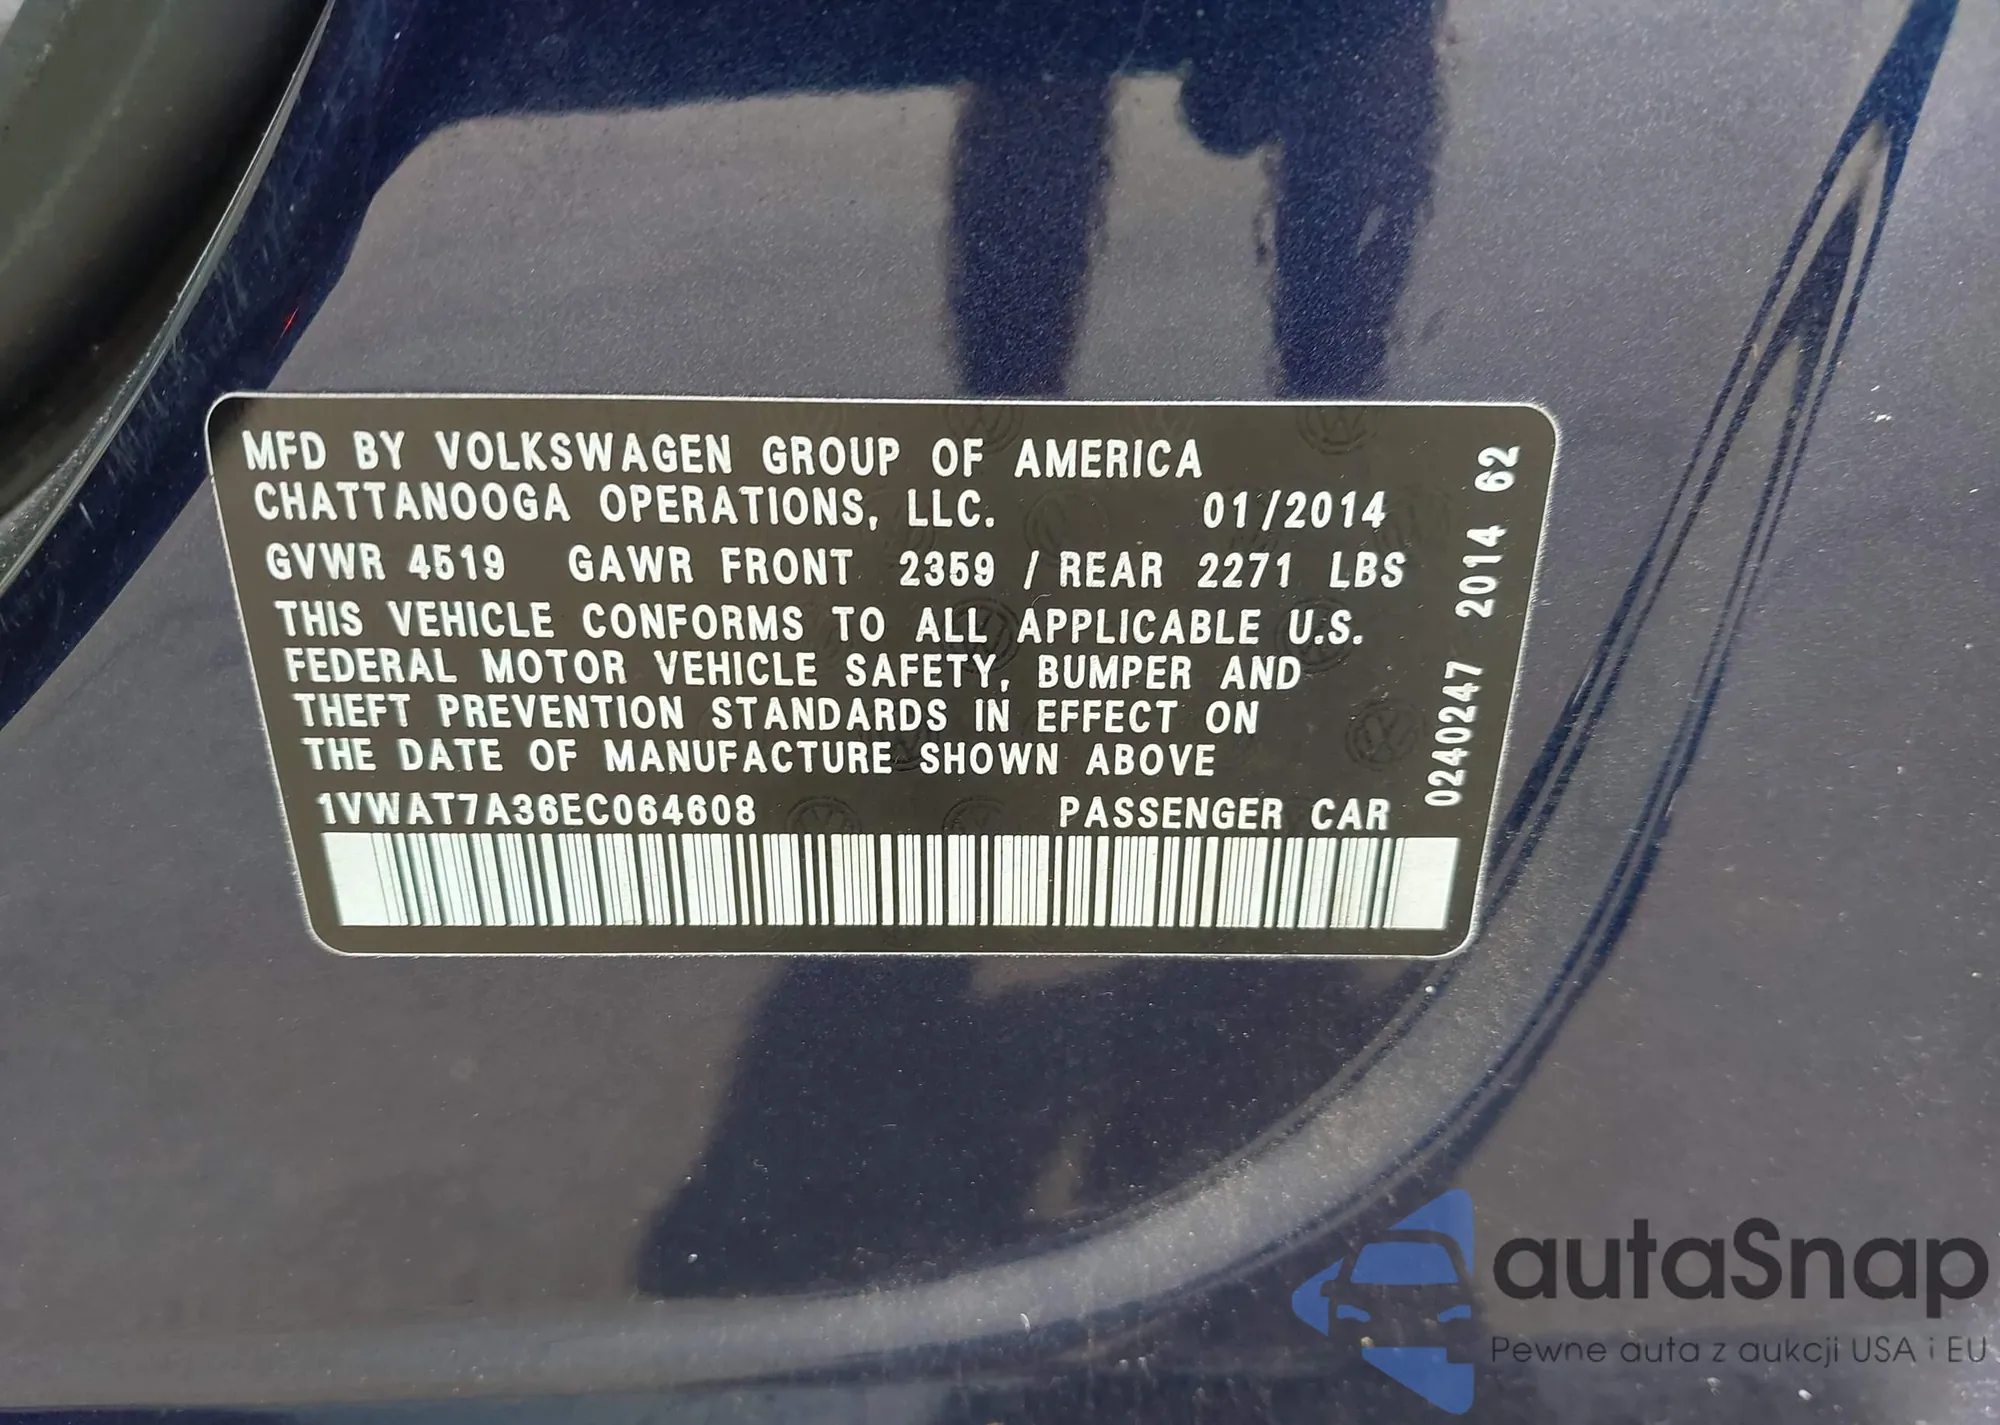 MFD BY VOLKSWAGEN GROUP OF AMERICA
CHATTANOOGA OPERATIONS, LLC. 01/2014
GVWR 4519 GAWR FRONT 2359 / REAR 2271 LBS
THIS VEHICLE CONFORMS TO ALL APPLICABLE U.S.
FEDERAL MOTOR VEHICLE SAFETY, BUMPER AND
THEFT PREVENTION STANDARDS IN EFFECT ON
THE DATE OF MANUFACTURE SHOWN ABOVE
1VWAT7A36EC064608 PASSENGER CAR
0240247 2014 62
autaSnap
Pewne auta z aukcji USA i EU